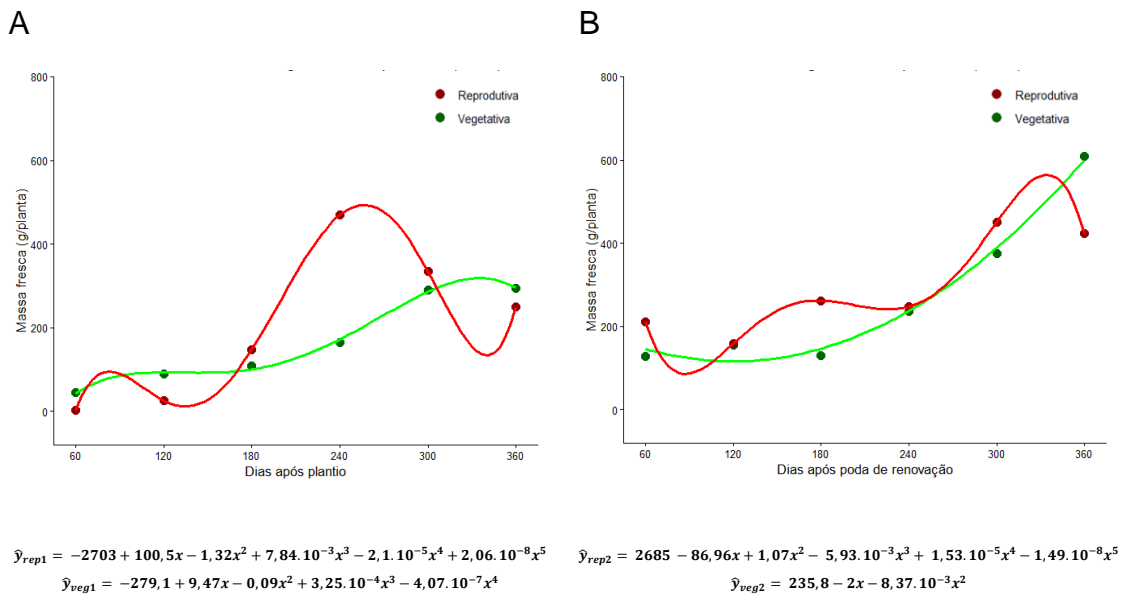 A
B
800
600
400
200
0
Massa fresca (g/planta)
Reprodutiva
Vegetativa
60 120 180 240 300 360
Dias após plantio
800
600
400
200
0
Massa fresca (g/planta)
Reprodutiva
Vegetativa
60 120 180 240 300 360
Dias após poda de renovação
ŷ_rep1 = −2703 + 100,5x − 1,32x² + 7,84.10⁻³x³ − 2,1.10⁻⁵x⁴ + 2,06.10⁻⁸x⁵
ŷ_veg1 = −279,1 + 9,47x − 0,09x² + 3,25.10⁻⁴x³ − 4,07.10⁻⁷x⁴
ŷ_rep2 = 2685 − 86,96x + 1,07x² − 5,93.10⁻³x³ + 1,53.10⁻⁵x⁴ − 1,49.10⁻⁸x⁵
ŷ_veg2 = 235,8 − 2x − 8,37.10⁻³x²